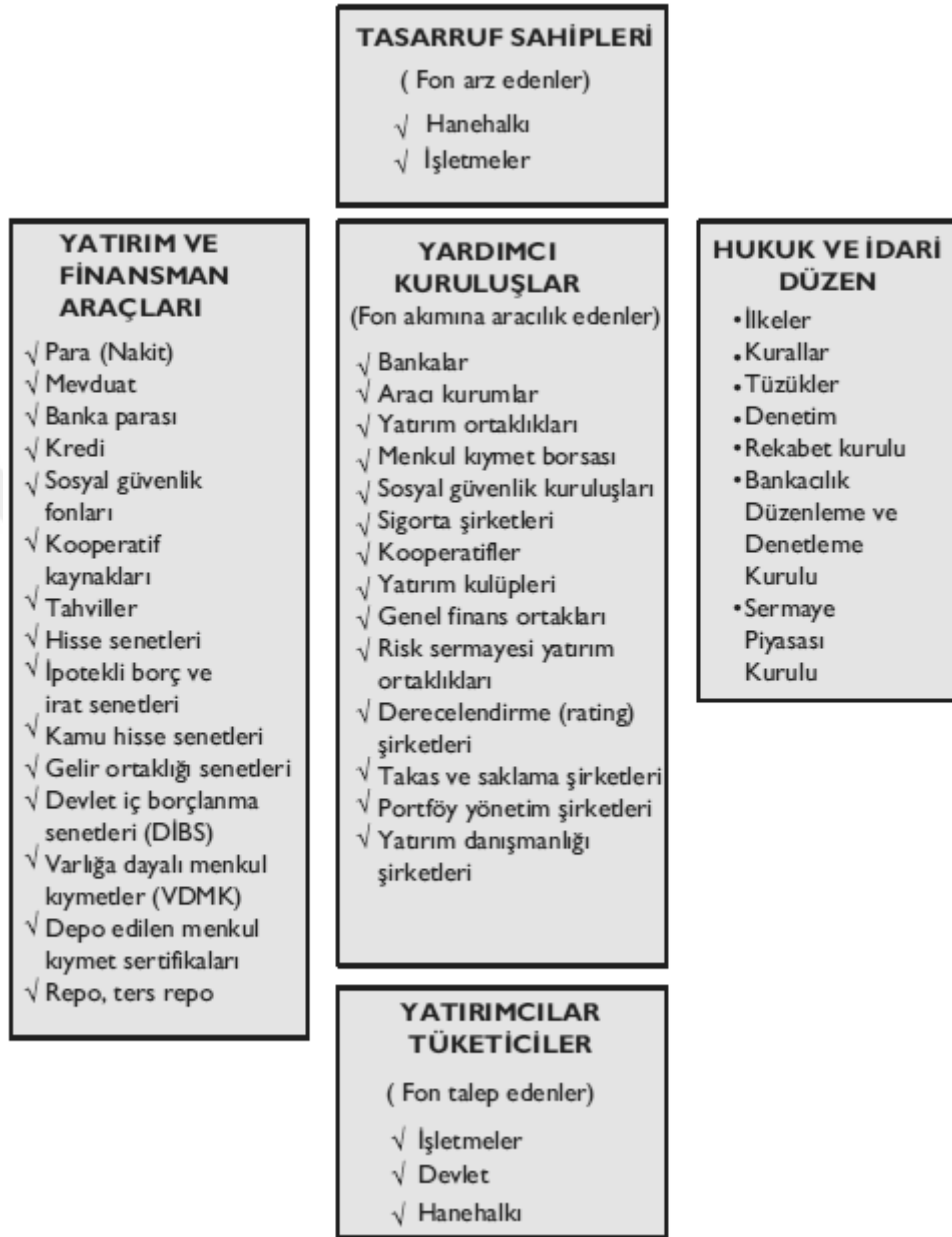 TASARRUF SAHİPLERİ
( Fon arz edenler)
√ Hanehalkı
√ İşletmeler
YATIRIM VE
FİNANSMAN
ARAÇLARI
√ Para (Nakit)
√ Mevduat
√ Banka parası
√ Kredi
√ Sosyal güvenlik
fonları
√ Kooperatif
kaynakları
√ Tahviller
√ Hisse senetleri
√ İpotekli borç ve
irat senetleri
√ Kamu hisse senetleri
√ Gelir ortaklığı senetleri
√ Devlet iç borçlanma
senetleri (DİBS)
√ Varlığa dayalı menkul
kıymetler (VDMK)
√ Depo edilen menkul
kıymet sertifikaları
√ Repo, ters repo
YARDIMCI
KURULUŞLAR
(Fon akımına aracılık edenler)
√ Bankalar
√ Aracı kurumlar
√ Yatırım ortaklıkları
√ Menkul kıymet borsası
√ Sosyal güvenlik kuruluşları
√ Sigorta şirketleri
√ Kooperatifler
√ Yatırım kulüpleri
√ Genel finans ortakları
√ Risk sermayesi yatırım
ortaklıkları
√ Derecelendirme (rating)
şirketleri
√ Takas ve saklama şirketleri
√ Portföy yönetim şirketleri
√ Yatırım danışmanlığı
şirketleri
HUKUK VE İDARİ
DÜZEN
• İlkeler
• Kurallar
• Tüzükler
• Denetim
• Rekabet kurulu
• Bankacılık
Düzenleme ve
Denetleme
Kurulu
• Sermaye
Piyasası
Kurulu
YATIRIMCILAR
TÜKETİCİLER
( Fon talep edenler)
√ İşletmeler
√ Devlet
√ Hanehalkı